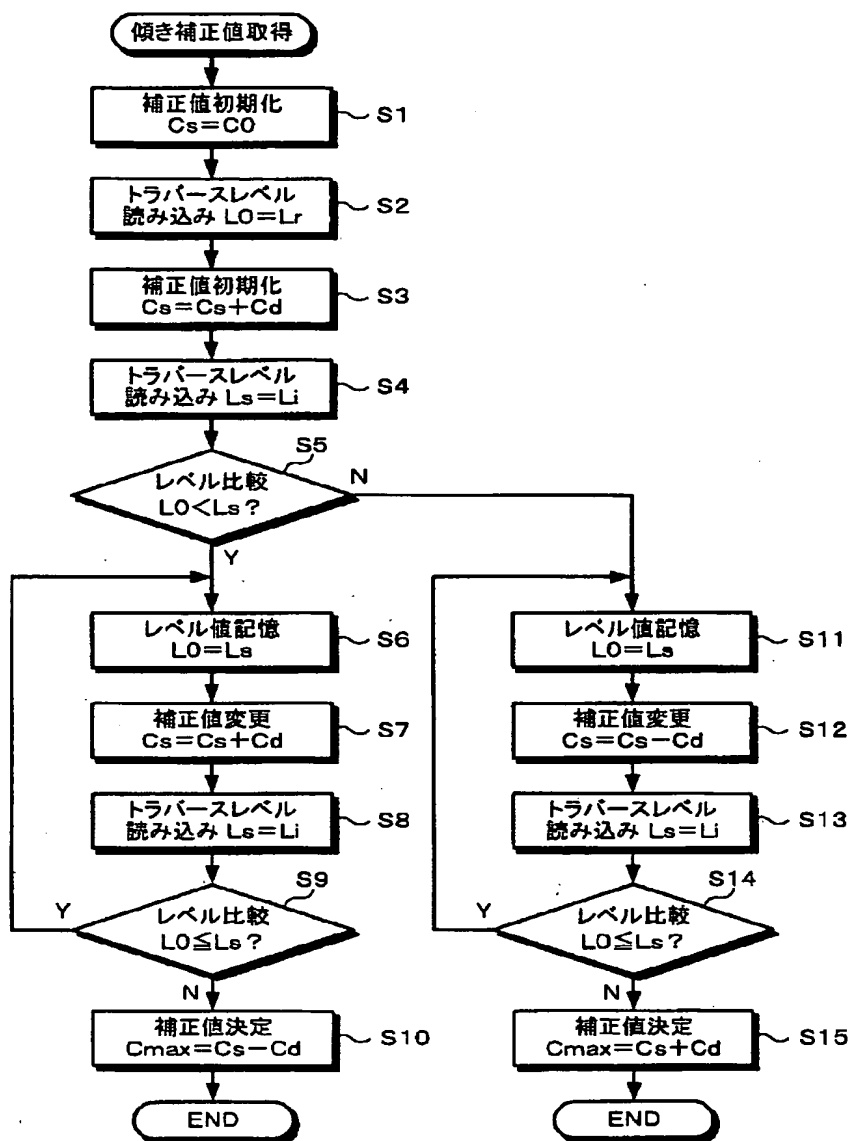 傾き補正値取得
補正値初期化
Cs=C0
S1
トラバースレベル
読み込み L0=Lr
S2
補正値初期化
Cs=Cs+Cd
S3
トラバースレベル
読み込み Ls=Li
S4
S5
レベル比較
L0<Ls?
N
Y
レベル値記憶
L0=Ls
S6
補正値変更
Cs=Cs+Cd
S7
トラバースレベル
読み込み Ls=Li
S8
S9
Y
レベル比較
L0≦Ls?
N
補正値決定
Cmax=Cs-Cd
S10
END
レベル値記憶
L0=Ls
S11
補正値変更
Cs=Cs-Cd
S12
トラバースレベル
読み込み Ls=Li
S13
S14
Y
レベル比較
L0≦Ls?
N
補正値決定
Cmax=Cs+Cd
S15
END